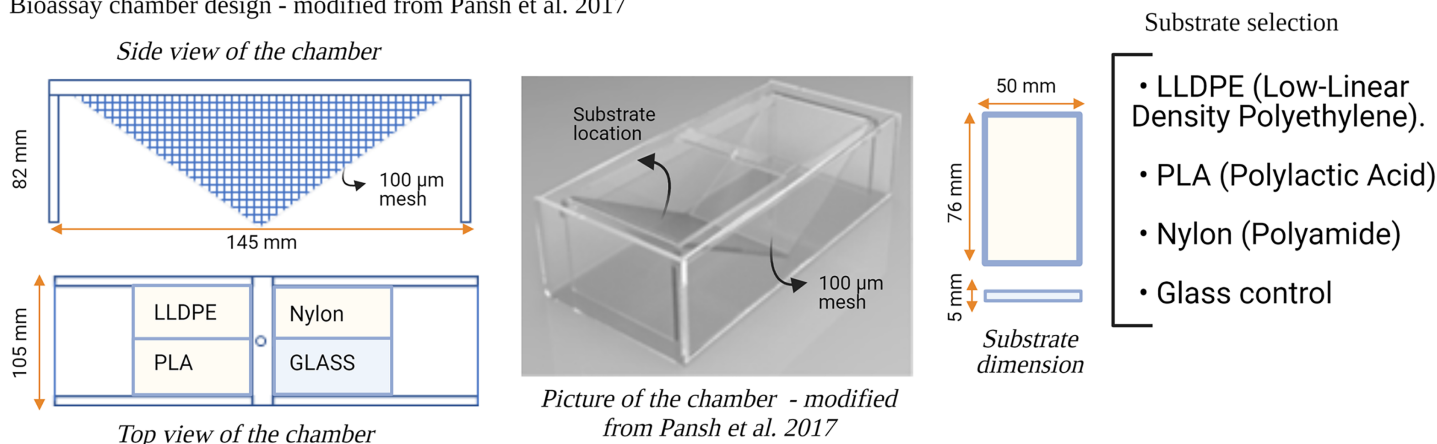 Bioassay chamber design - modified from Pansh et al. 2017
Side view of the chamber
82 mm
100 µm
mesh
145 mm
105 mm
LLDPE
Nylon
PLA
GLASS
Top view of the chamber
Substrate
location
100 µm
mesh
Picture of the chamber - modified
from Pansh et al. 2017
50 mm
76 mm
5 mm
Substrate
dimension
Substrate selection
• LLDPE (Low-Linear
Density Polyethylene).
• PLA (Polylactic Acid)
• Nylon (Polyamide)
• Glass control